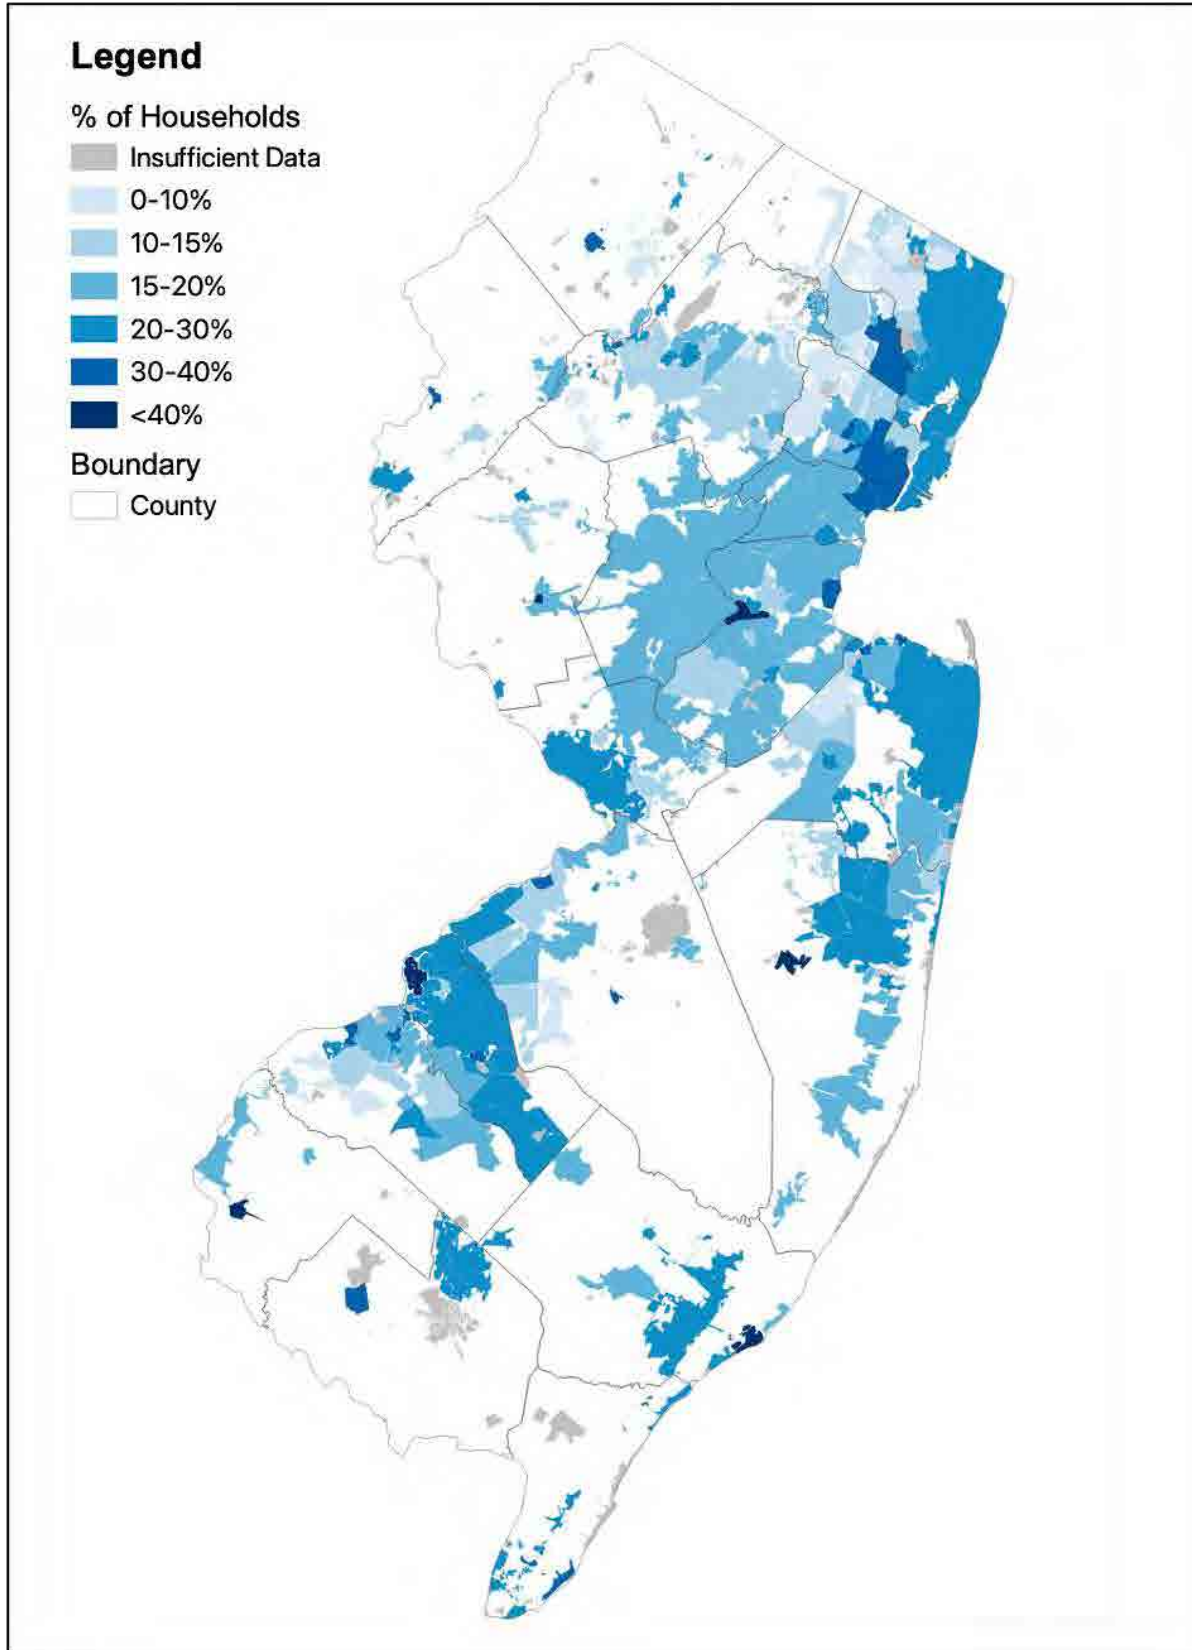 Legend
% of Households
Insufficient Data
0-10%
10-15%
15-20%
20-30%
30-40%
<40%
Boundary
County